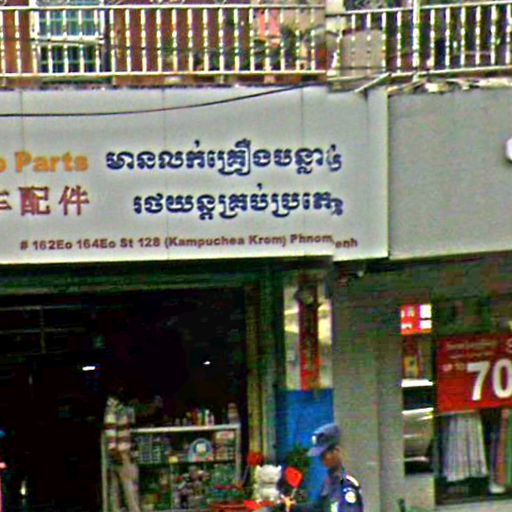 Parts មានលក់គ្រឿងបន្លាស់
配件 រថយន្តគ្រប់ប្រភេទ
# 162Eo 164Eo St 128 (Kampuchea Krom) Phnom Penh
70